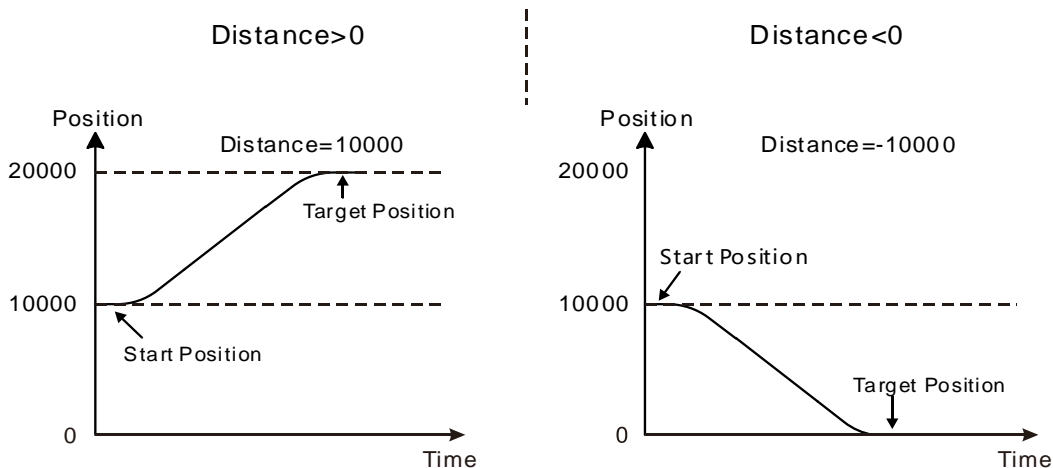 Distance>0
Position
Distance=10000
20000
Target Position
10000
Start Position
0
Time
Distance<0
Position
Distance=-10000
20000
Start Position
10000
Target Position
0
Time